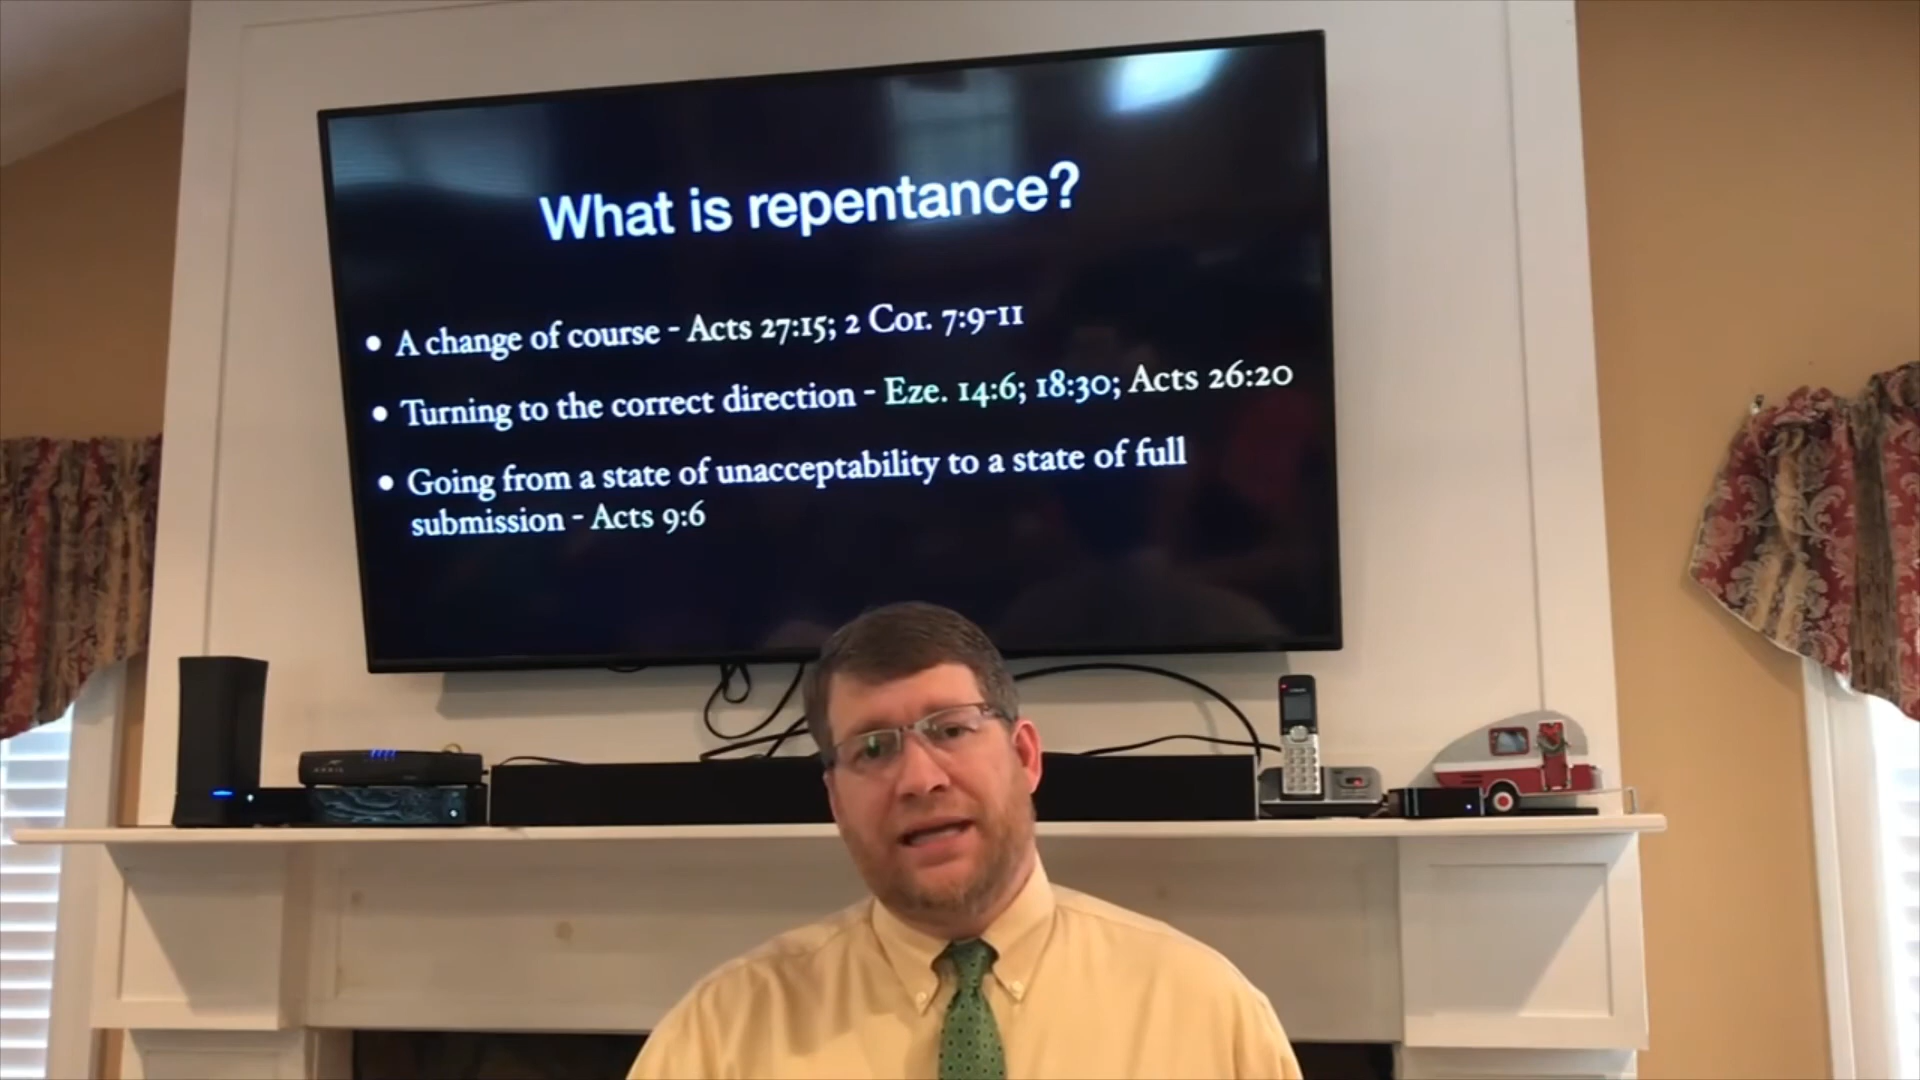 What is repentance?
• A change of course - Acts 27:15; 2 Cor. 7:9-11
• Turning to the correct direction - Eze. 14:6; 18:30; Acts 26:20
• Going from a state of unacceptability to a state of full
submission - Acts 9:6